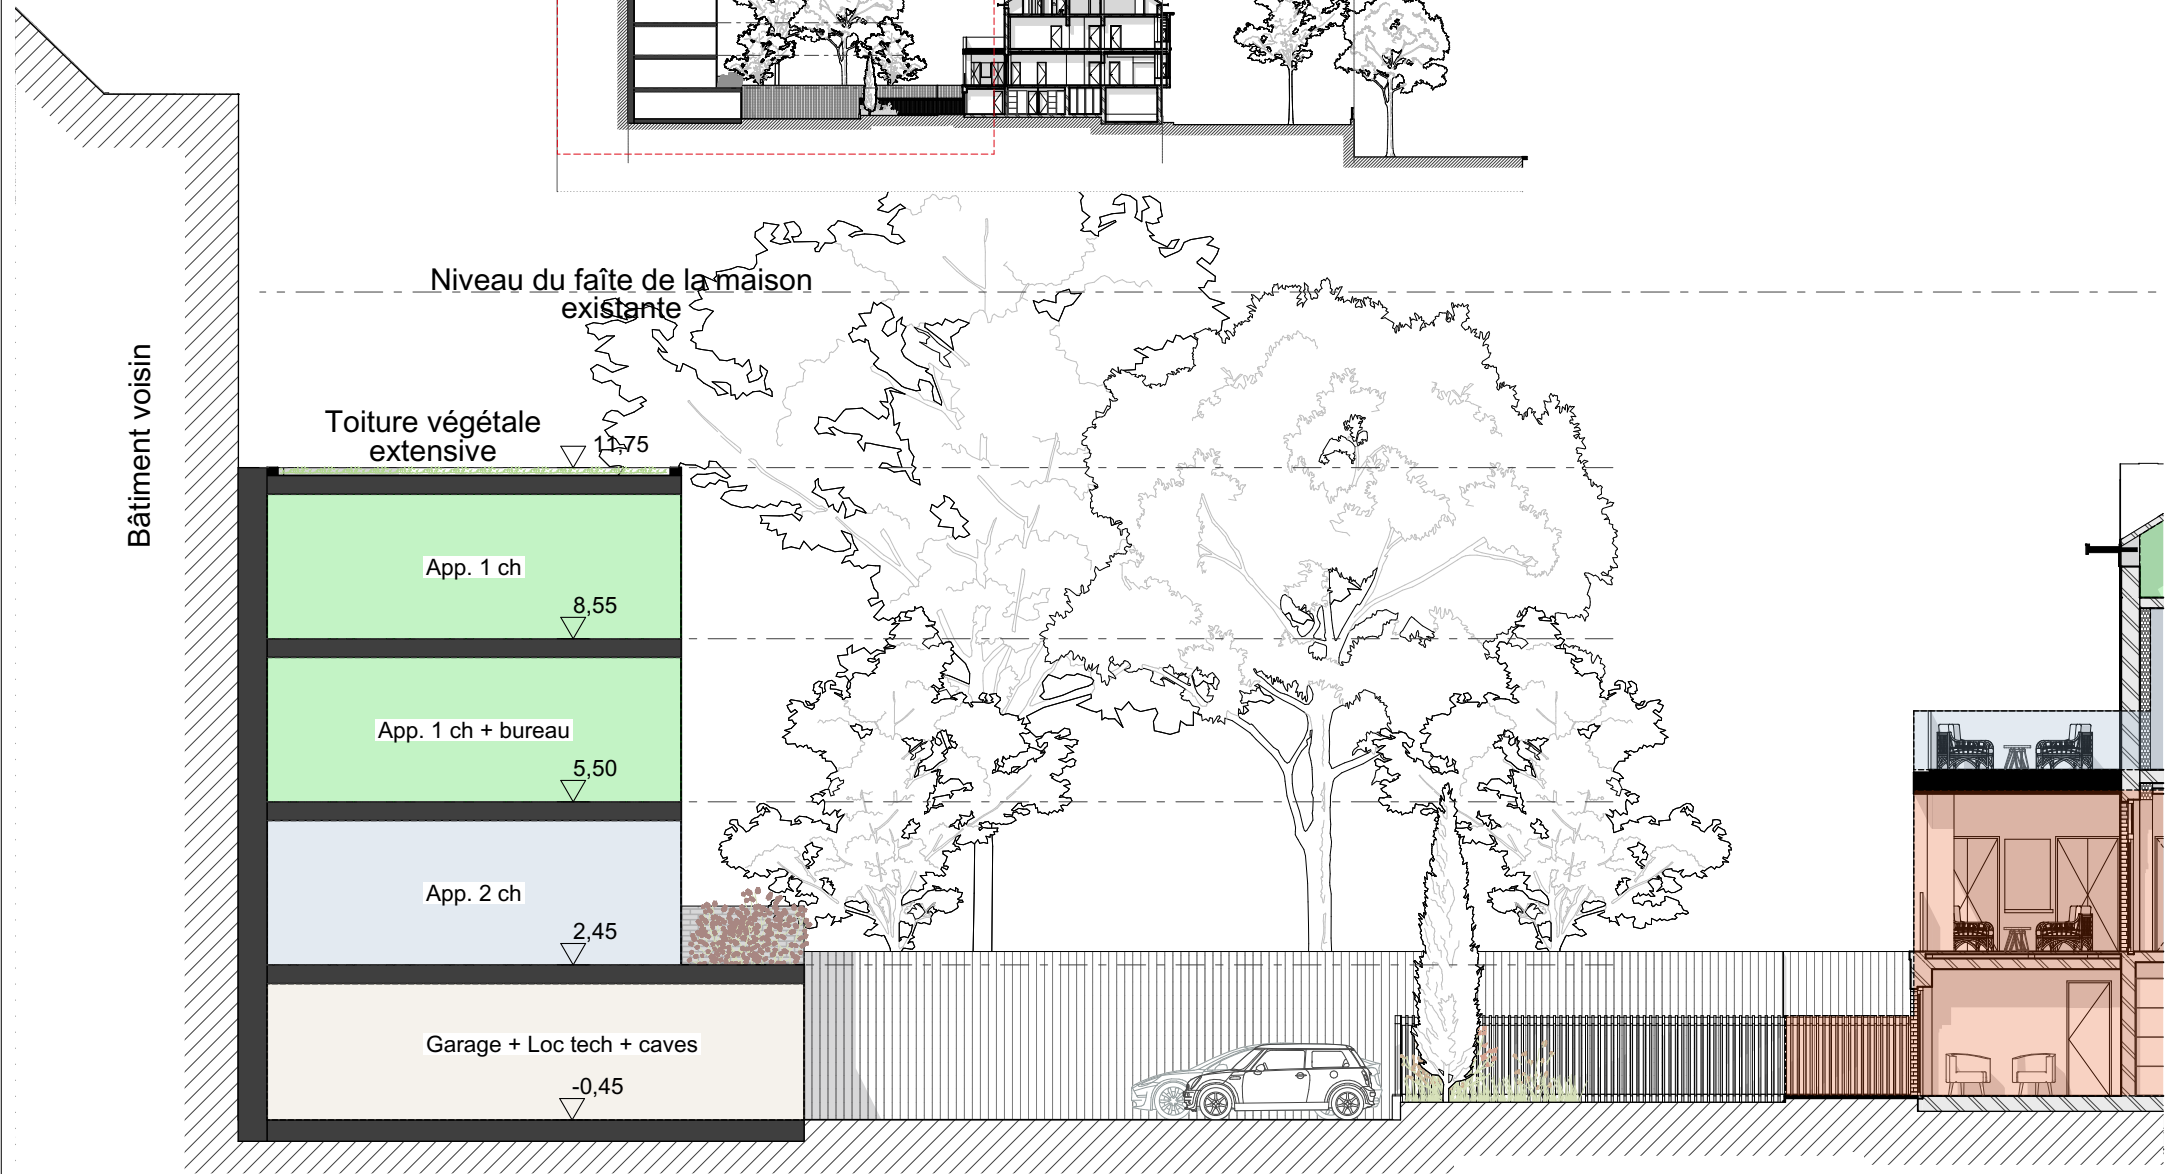 Niveau du faîte de la maison
existante
Bâtiment voisin
Toiture végétale
extensive
11,75
App. 1 ch
8,55
App. 1 ch + bureau
5,50
App. 2 ch
2,45
Garage + Loc tech + caves
-0,45